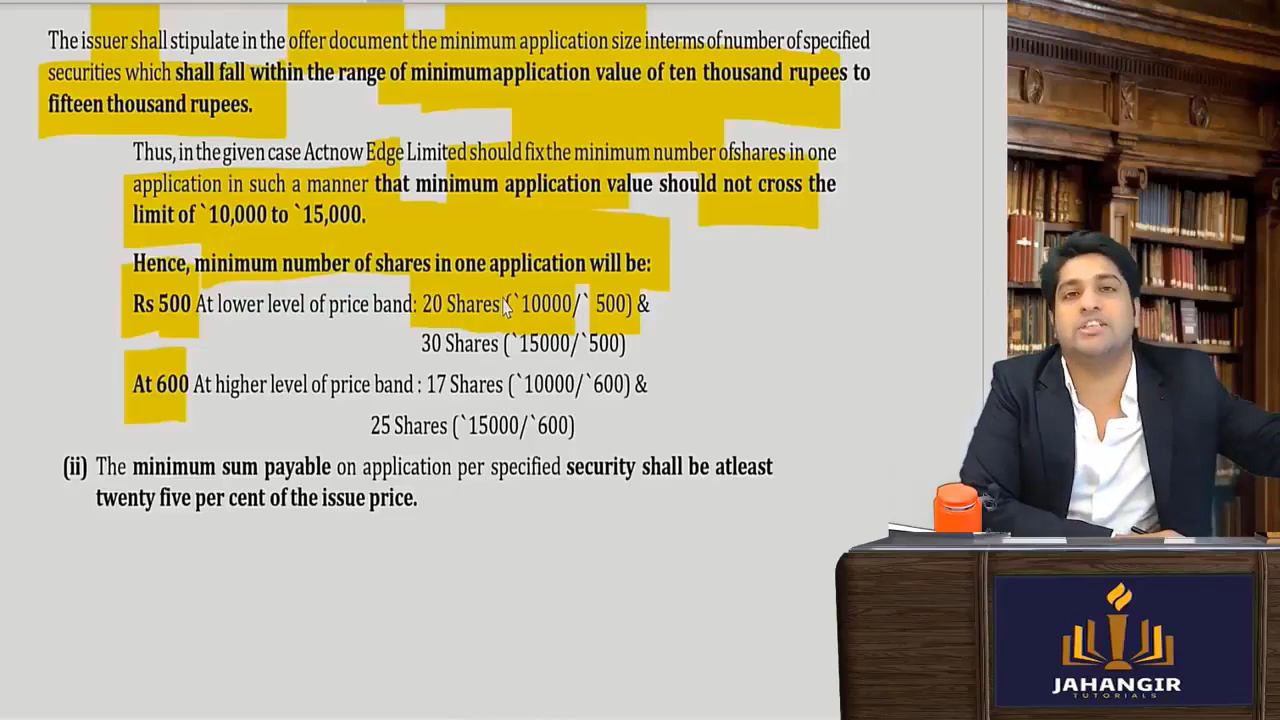 The issuer shall stipulate in the offer document the minimum application size interms of number of specified
securities which shall fall within the range of minimum application value of ten thousand rupees to
fifteen thousand rupees.
Thus, in the given case Actnow Edge Limited should fix the minimum number ofshares in one
application in such a manner that minimum application value should not cross the
limit of `10,000 to `15,000.
Hence, minimum number of shares in one application will be:
Rs 500 At lower level of price band: 20 Shares (`10000/` 500) &
30 Shares (`15000/`500)
At 600 At higher level of price band : 17 Shares (`10000/`600) &
25 Shares (`15000/`600)
(ii) The minimum sum payable on application per specified security shall be atleast
twenty five per cent of the issue price.
JAHANGIR
TUTORIALS